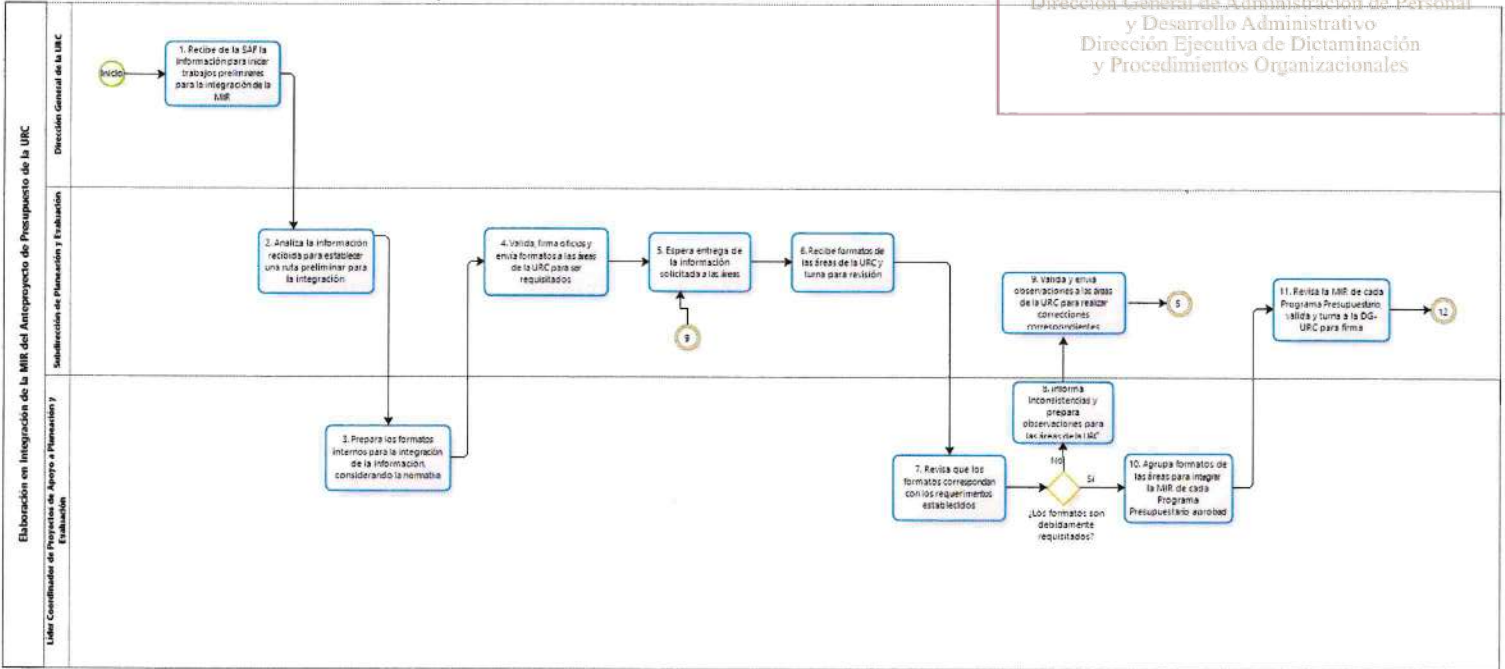 Dirección General de Administración de Personal
y Desarrollo Administrativo
Dirección Ejecutiva de Dictaminación
y Procedimientos Organizacionales
Elaboración en Integración de la MIR del Anteproyecto de Presupuesto de la URC
Dirección General de la URC
Inicio
1. Recibe de la SAF la
información para iniciar
trabajos preliminares
para la integración de la
MIR
Subdirección de Planeación y Evaluación
2. Analiza la información
recibida para establecer
una ruta preliminar para
la integración
4. Valida, firma oficios y
envía formatos a las áreas
de la URC para ser
requisitados
5. Espera entrega de
la información
solicitada a las áreas
9
6. Recibe formatos de
las áreas de la URC y
turna para revisión
9. Valida y envía
observaciones a las áreas
de la URC para realizar
correcciones
correspondientes
5
11. Revisa la MIR de cada
Programa Presupuestario,
valida y turna a la DG-
URC para firma
12
Líder Coordinador de Proyectos de Apoyo a Planeación y
Evaluación
3. Prepara los formatos
internos para la integración
de la información,
considerando la normativa
7. Revisa que los
formatos correspondan
con los requerimientos
establecidos
8. Informa
inconsistencias y
prepara
observaciones para
las áreas de la URC
No
Sí
¿Los formatos son
debidamente
requisitados?
10. Agrupa formatos de
las áreas para integrar
la MIR de cada
Programa
Presupuestario aprobad